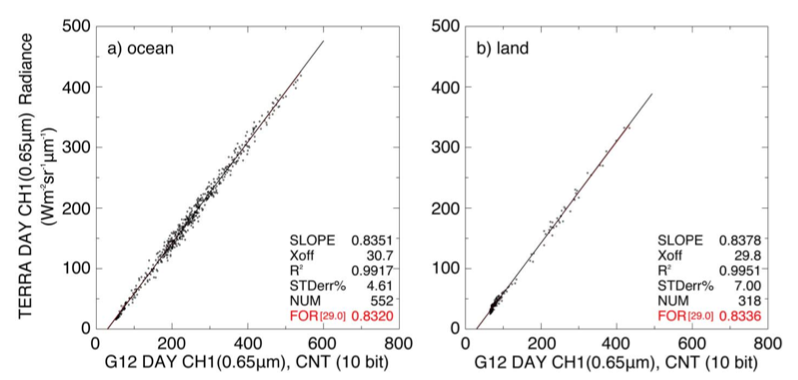 TERRA DAY CH1(0.65μm) Radiance
(Wm⁻²sr⁻¹μm⁻¹)
a) ocean
500
400
300
200
100
0
SLOPE 0.8351
Xoff 30.7
R² 0.9917
STDerr% 4.61
NUM 552
FOR[29.0] 0.8320
0 200 400 600 800
G12 DAY CH1(0.65μm), CNT (10 bit)
b) land
500
400
300
200
100
0
SLOPE 0.8378
Xoff 29.8
R² 0.9951
STDerr% 7.00
NUM 318
FOR[29.0] 0.8336
0 200 400 600 800
G12 DAY CH1(0.65μm), CNT (10 bit)